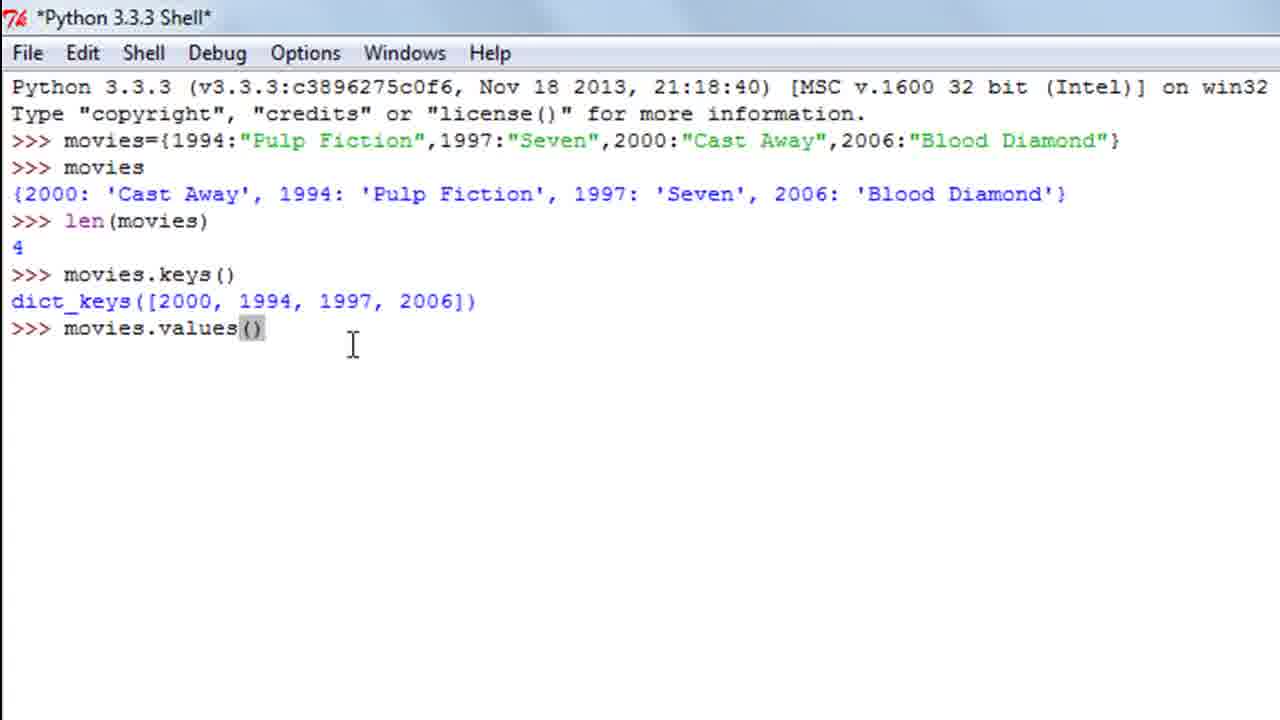 *Python 3.3.3 Shell*
File Edit Shell Debug Options Windows Help
Python 3.3.3 (v3.3.3:c3896275c0f6, Nov 18 2013, 21:18:40) [MSC v.1600 32 bit (Intel)] on win32
Type "copyright", "credits" or "license()" for more information.
>>> movies={1994:"Pulp Fiction",1997:"Seven",2000:"Cast Away",2006:"Blood Diamond"}
>>> movies
{2000: 'Cast Away', 1994: 'Pulp Fiction', 1997: 'Seven', 2006: 'Blood Diamond'}
>>> len(movies)
4
>>> movies.keys()
dict_keys([2000, 1994, 1997, 2006])
>>> movies.values()